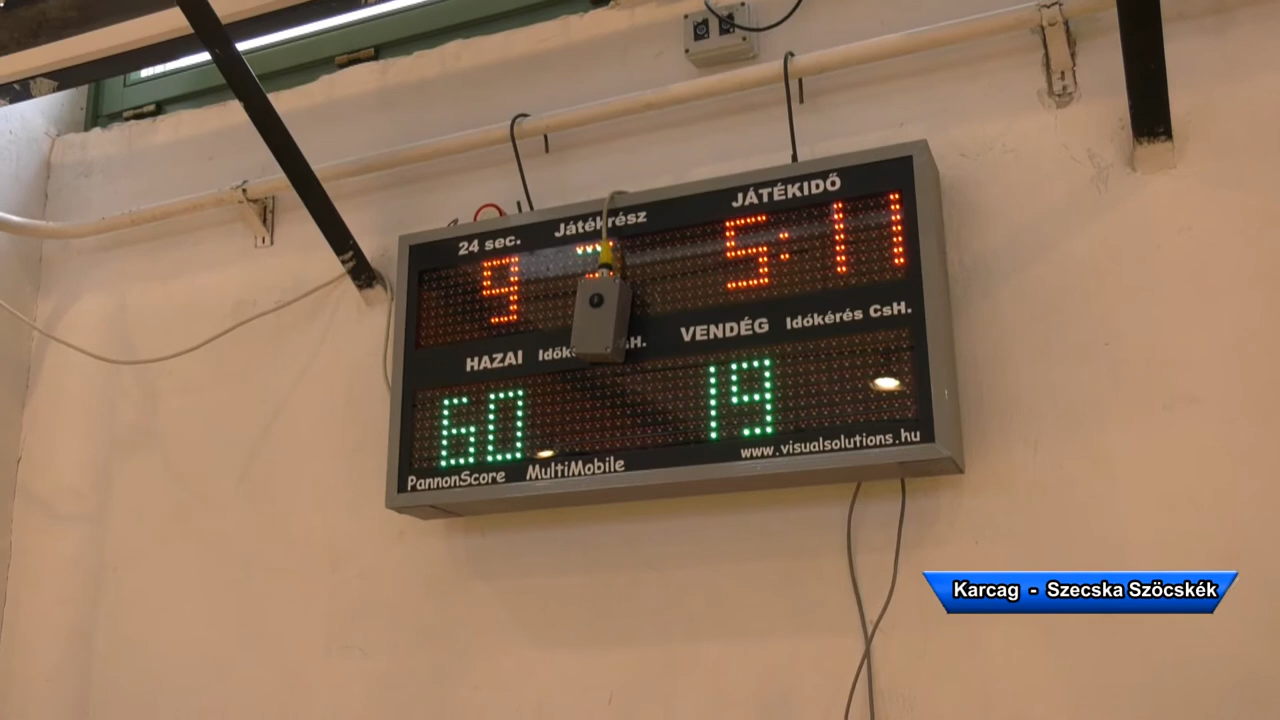 24 sec. Játékrész JÁTÉKIDŐ
9 5:11
HAZAI VENDÉG Időkérés CsH.
60 19
PannonScore MultiMobile www.visualsolutions.hu
Karcag - Szecska Szöcskék